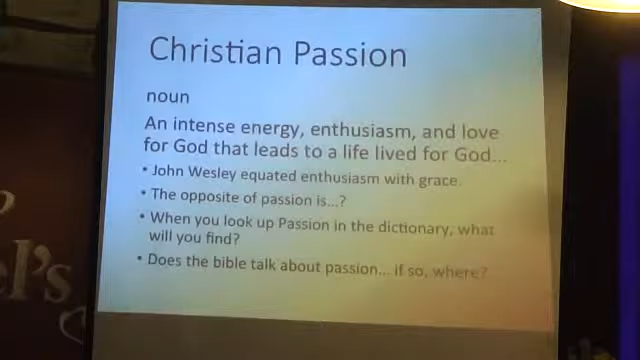 Christian Passion
noun
An intense energy, enthusiasm, and love
for God that leads to a life lived for God...
• John Wesley equated enthusiasm with grace.
• The opposite of passion is...?
• When you look up Passion in the dictionary, what
will you find?
• Does the bible talk about passion... if so, where?
el's